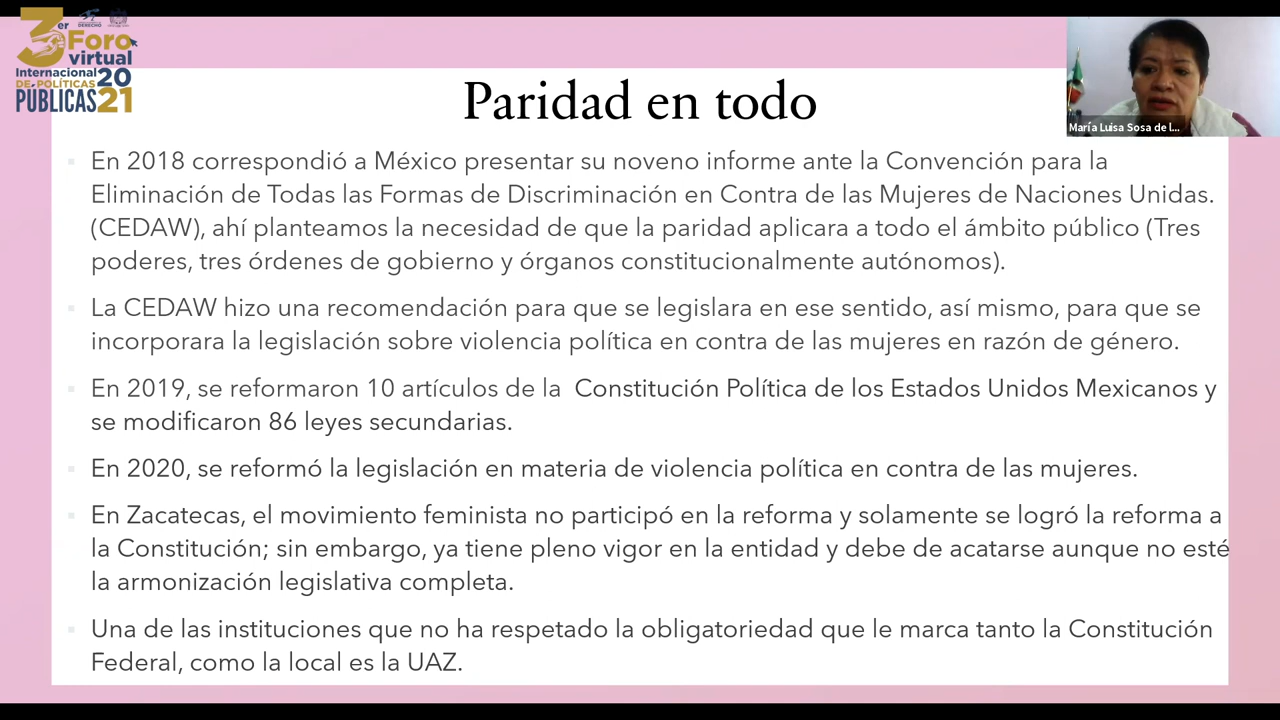 3er Foro
virtual
Internacional 20
DE POLÍTICAS
PÚBLICAS 21
DERECHO
Paridad en todo
María Luisa Sosa de l...
En 2018 correspondió a México presentar su noveno informe ante la Convención para la
Eliminación de Todas las Formas de Discriminación en Contra de las Mujeres de Naciones Unidas.
(CEDAW), ahí planteamos la necesidad de que la paridad aplicara a todo el ámbito público (Tres
poderes, tres órdenes de gobierno y órganos constitucionalmente autónomos).
La CEDAW hizo una recomendación para que se legislara en ese sentido, así mismo, para que se
incorporara la legislación sobre violencia política en contra de las mujeres en razón de género.
En 2019, se reformaron 10 artículos de la Constitución Política de los Estados Unidos Mexicanos y
se modificaron 86 leyes secundarias.
En 2020, se reformó la legislación en materia de violencia política en contra de las mujeres.
En Zacatecas, el movimiento feminista no participó en la reforma y solamente se logró la reforma a
la Constitución; sin embargo, ya tiene pleno vigor en la entidad y debe de acatarse aunque no esté
la armonización legislativa completa.
Una de las instituciones que no ha respetado la obligatoriedad que le marca tanto la Constitución
Federal, como la local es la UAZ.